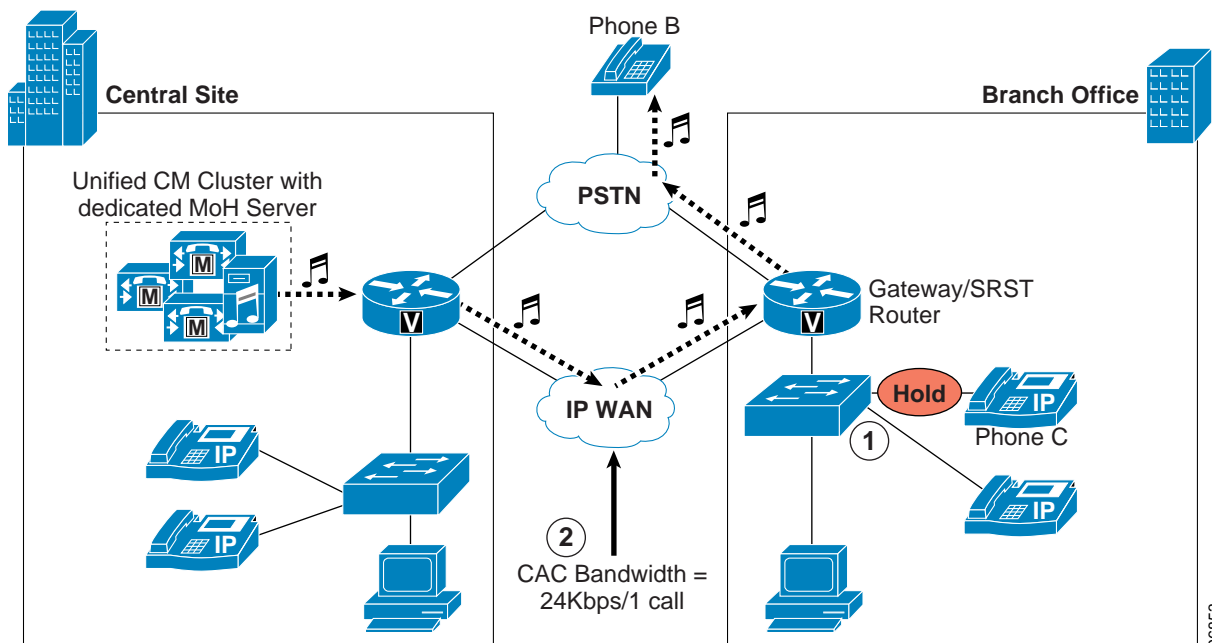 Phone B
Central Site
Branch Office
Unified CM Cluster with
dedicated MoH Server
M
M
M
PSTN
V
V
Gateway/SRST
Router
IP WAN
Hold
IP
Phone C
1
IP
IP
IP
2
CAC Bandwidth =
24Kbps/1 call